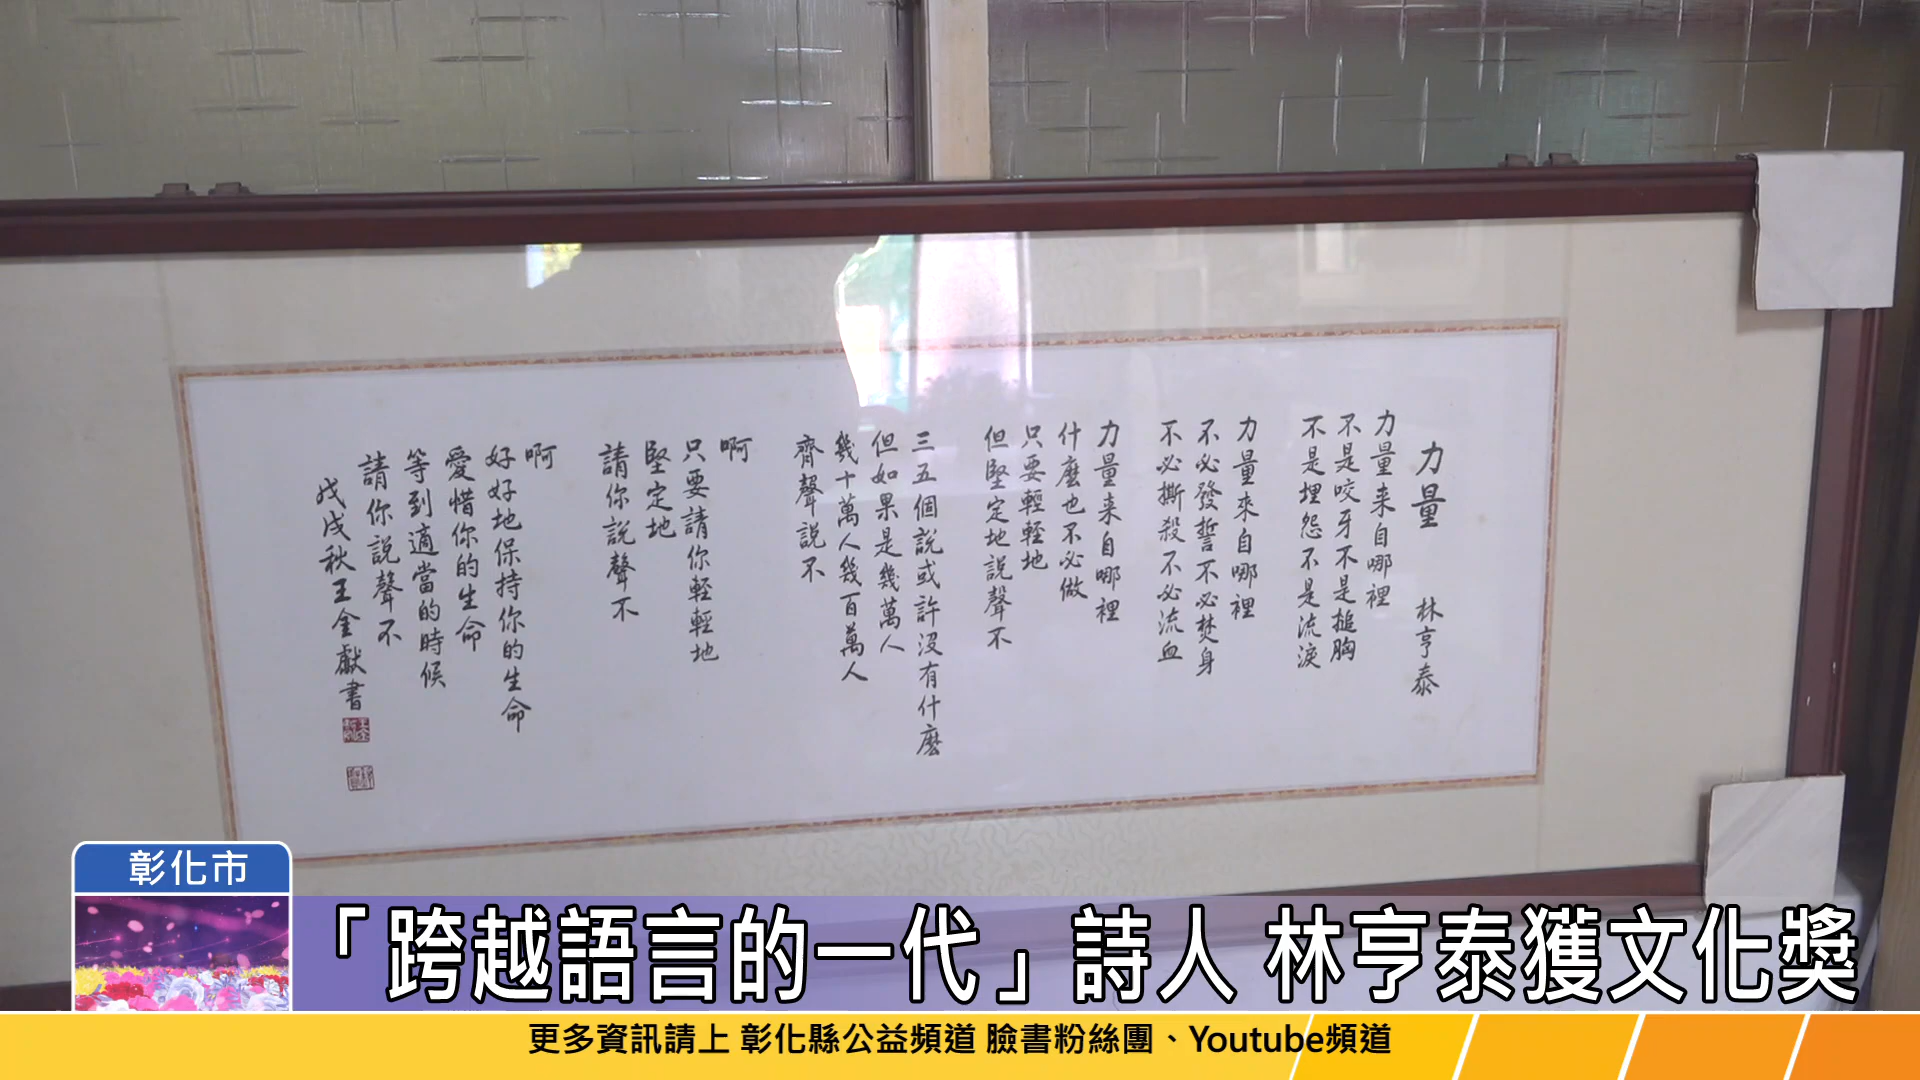 力量
林亨泰
力量来自哪裡
不是咬牙不是搥胸
不是埋怨不是流淚
力量來自哪裡
不必發誓不必焚身
不必撕殺不必流血
力量来自哪裡
什麼也不必做
只要輕輕地
但堅定地說聲不
三五個說或許沒有什麼
但如果是幾萬人
幾十萬人幾百萬人
齊聲說不
啊
只要請你輕輕地
堅定地
請你說聲不
啊
好好地保持你的生命
愛惜你的生命
等到適當的時候
請你說聲不
戊戌秋王金獻書
彰化市
「跨越語言的一代」詩人 林亨泰獲文化獎
更多資訊請上 彰化縣公益頻道 臉書粉絲團、Youtube頻道